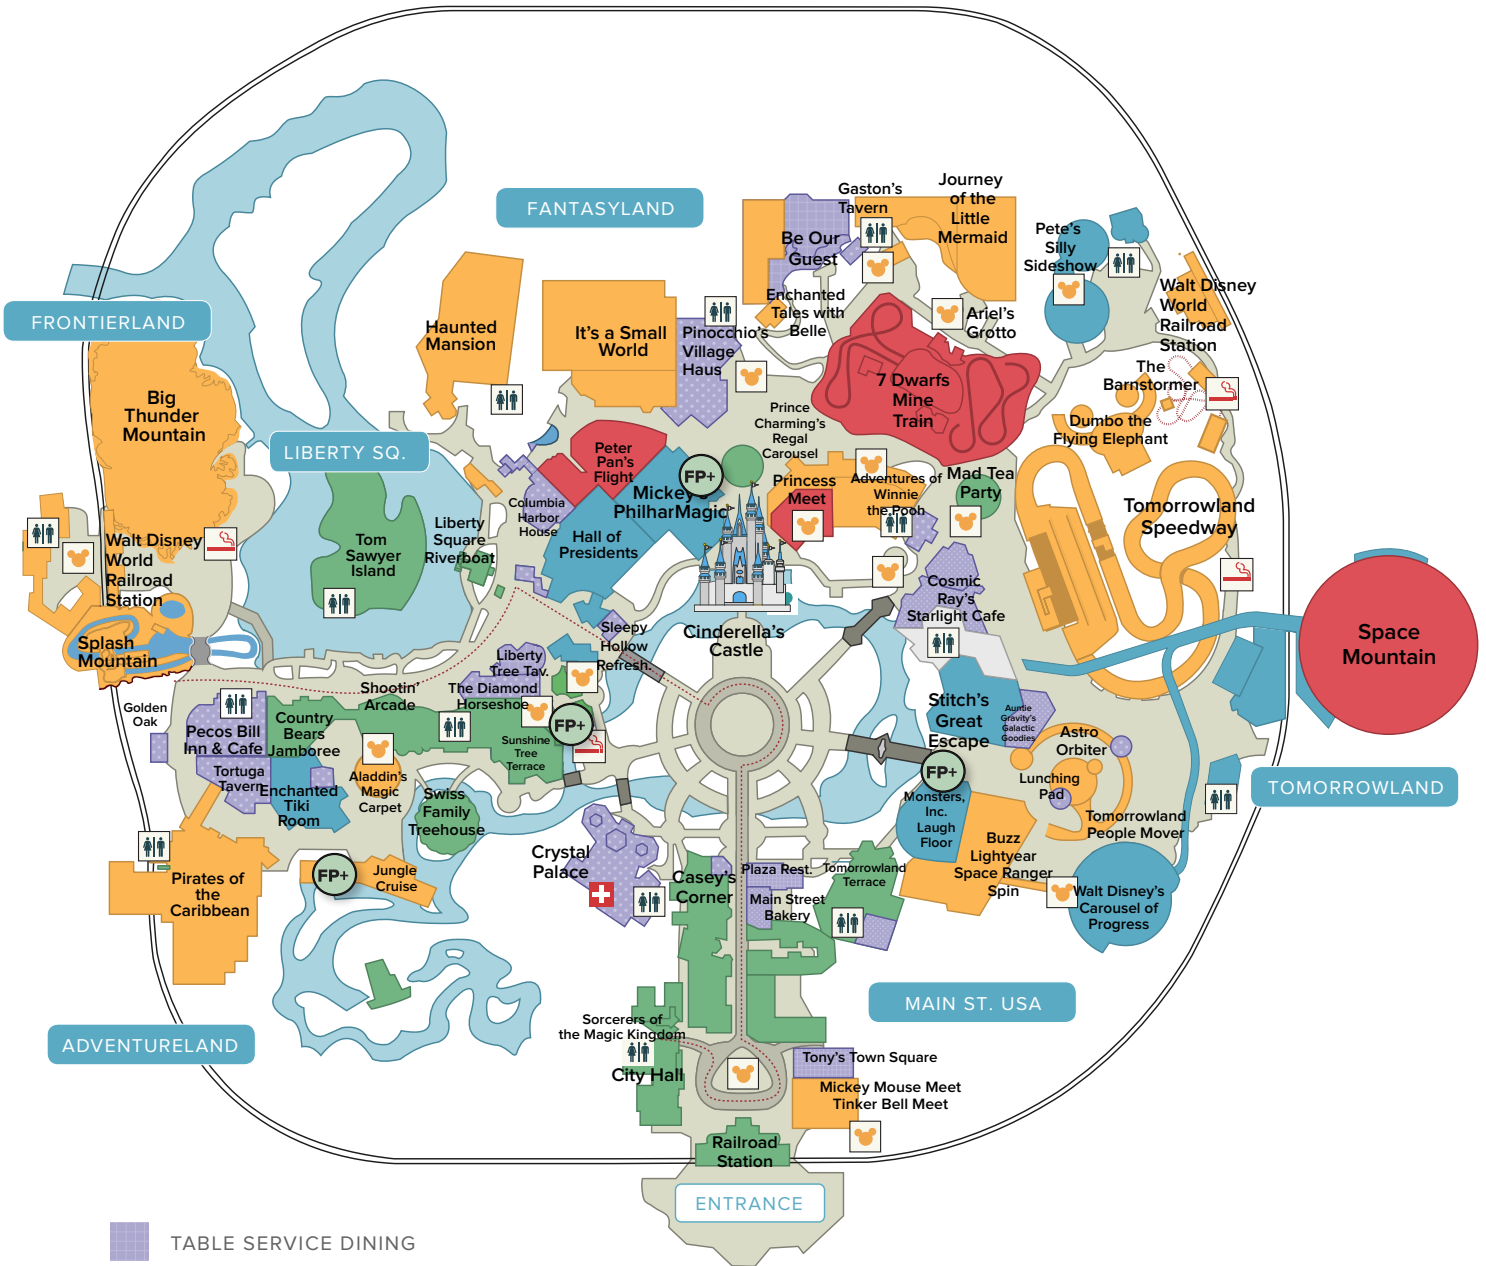 FANTASYLAND
FRONTIERLAND
LIBERTY SQ.
TOMORROWLAND
MAIN ST. USA
ADVENTURELAND
ENTRANCE
Gaston's
Tavern
Journey
of the
Little
Mermaid
Be Our
Guest
Pete's
Silly
Sideshow
Walt Disney
World
Railroad
Station
Enchanted
Tales with
Belle
Ariel's
Grotto
Haunted
Mansion
It's a Small
World
Pinocchio's
Village
Haus
7 Dwarfs
Mine
Train
The
Barnstormer
Dumbo the
Flying Elephant
Big
Thunder
Mountain
Prince
Charming's
Regal
Carousel
Peter
Pan's
Flight
FP+
Mickey's
PhilharMagic
Princess
Meet
Adventures of
Winnie
the Pooh
Mad Tea
Party
Tomorrowland
Speedway
Columbia
Harbor
House
Hall of
Presidents
Liberty
Square
Riverboat
Tom
Sawyer
Island
Walt Disney
World
Railroad
Station
Splash
Mountain
Cosmic
Ray's
Starlight Cafe
Cinderella's
Castle
Sleepy
Hollow
Refresh.
Space
Mountain
Liberty
Tree Tav.
The Diamond
Horseshoe
Shootin'
Arcade
Golden
Oak
Pecos Bill
Inn & Cafe
Country
Bears
Jamboree
FP+
Sunshine
Tree
Terrace
Stitch's
Great
Escape
Auntie
Gravity's
Galactic
Goodies
Astro
Orbiter
FP+
Lunching
Pad
Tortuga
Tavern
Enchanted
Tiki
Room
Aladdin's
Magic
Carpet
Swiss
Family
Treehouse
Monsters,
Inc.
Laugh
Floor
Tomorrowland
People Mover
Buzz
Lightyear
Space Ranger
Spin
Crystal
Palace
Casey's
Corner
Plaza Rest.
Main Street
Bakery
Tomorrowland
Terrace
Walt Disney's
Carousel of
Progress
Pirates of
the
Caribbean
FP+
Jungle
Cruise
Sorcerers of
the Magic Kingdom
City Hall
Tony's Town Square
Mickey Mouse Meet
Tinker Bell Meet
Railroad
Station
TABLE SERVICE DINING